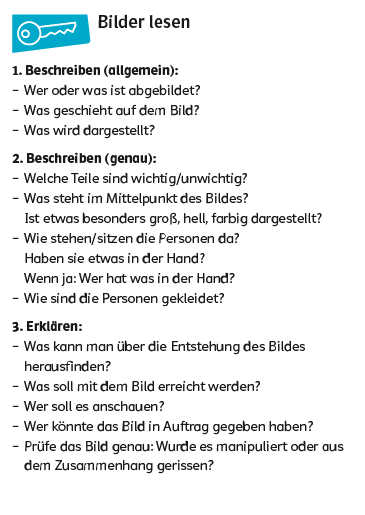 Bilder lesen
1. Beschreiben (allgemein):
– Wer oder was ist abgebildet?
– Was geschieht auf dem Bild?
– Was wird dargestellt?
2. Beschreiben (genau):
– Welche Teile sind wichtig/unwichtig?
– Was steht im Mittelpunkt des Bildes?
Ist etwas besonders groß, hell, farbig dargestellt?
– Wie stehen/sitzen die Personen da?
Haben sie etwas in der Hand?
Wenn ja: Wer hat was in der Hand?
– Wie sind die Personen gekleidet?
3. Erklären:
– Was kann man über die Entstehung des Bildes
herausfinden?
– Was soll mit dem Bild erreicht werden?
– Wer soll es anschauen?
– Wer könnte das Bild in Auftrag gegeben haben?
– Prüfe das Bild genau: Wurde es manipuliert oder aus
dem Zusammenhang gerissen?